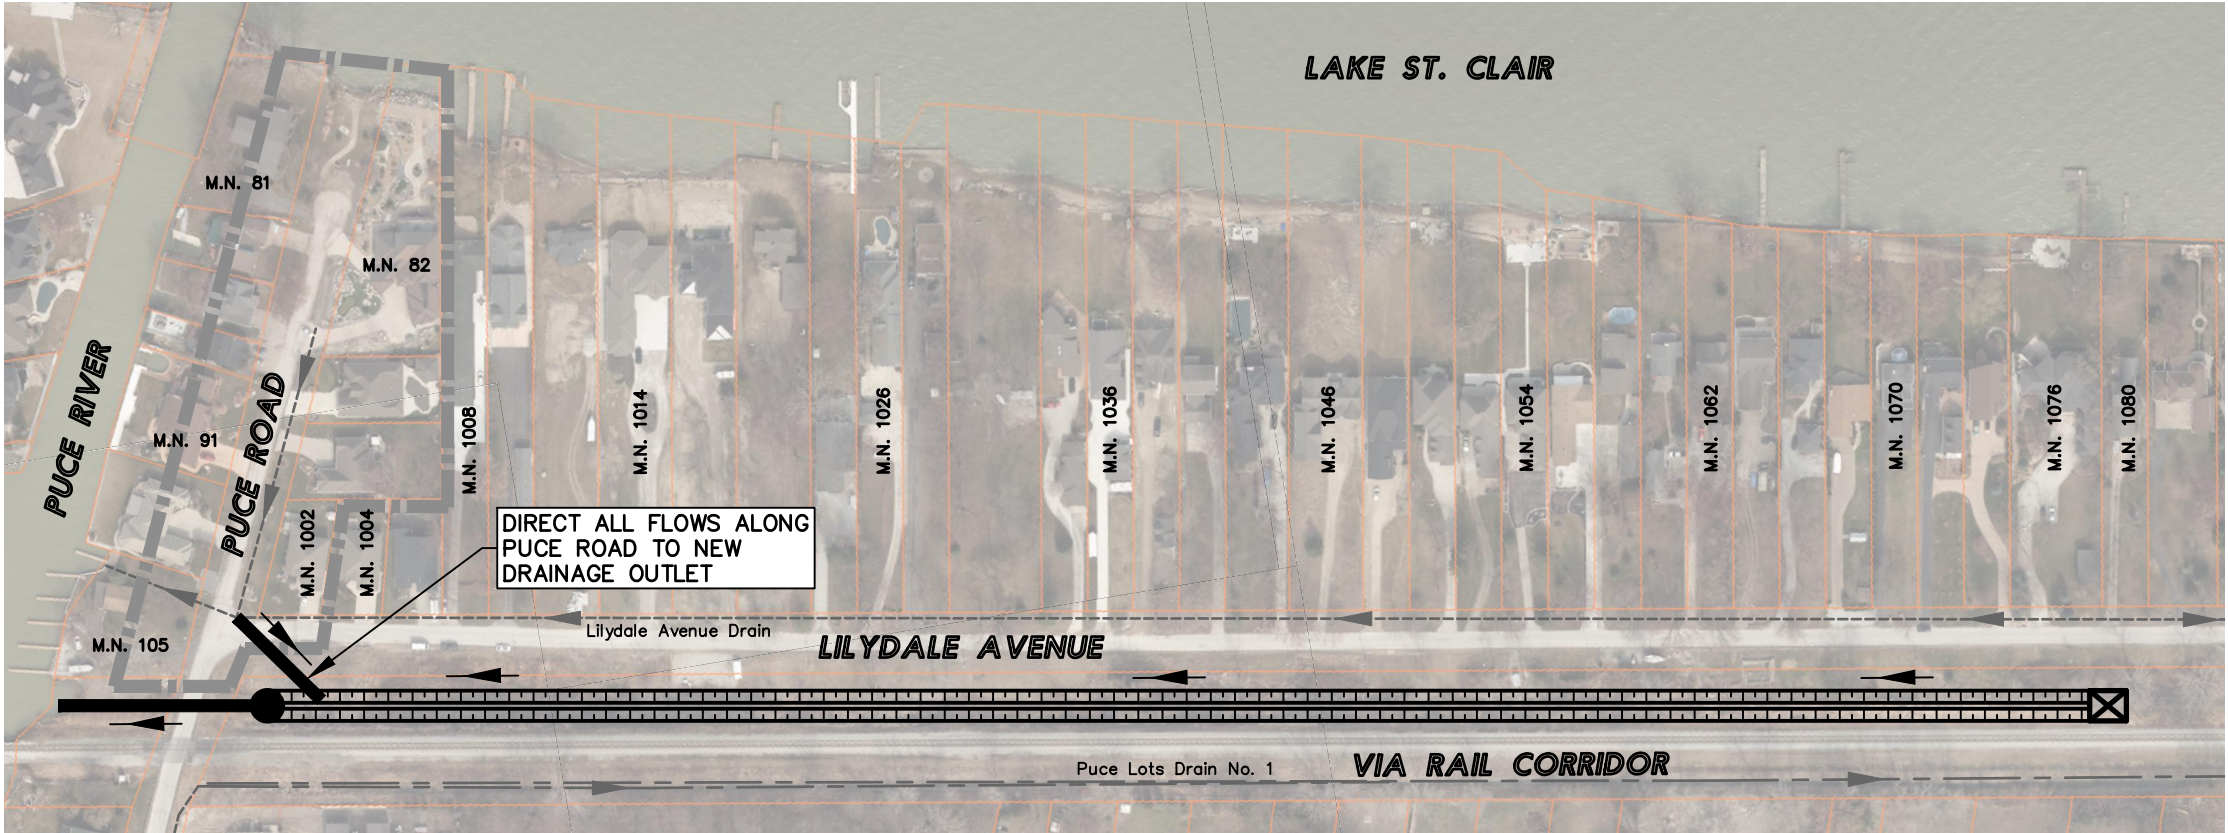 LAKE ST. CLAIR
M.N. 81
M.N. 82
PUCE RIVER
PUCE ROAD
M.N. 91
M.N. 1008
M.N. 1014
M.N. 1026
M.N. 1036
M.N. 1046
M.N. 1054
M.N. 1062
M.N. 1070
M.N. 1076
M.N. 1080
M.N. 1002
M.N. 1004
DIRECT ALL FLOWS ALONG
PUCE ROAD TO NEW
DRAINAGE OUTLET
M.N. 105
Lilydale Avenue Drain
LILYDALE AVENUE
Puce Lots Drain No. 1
VIA RAIL CORRIDOR